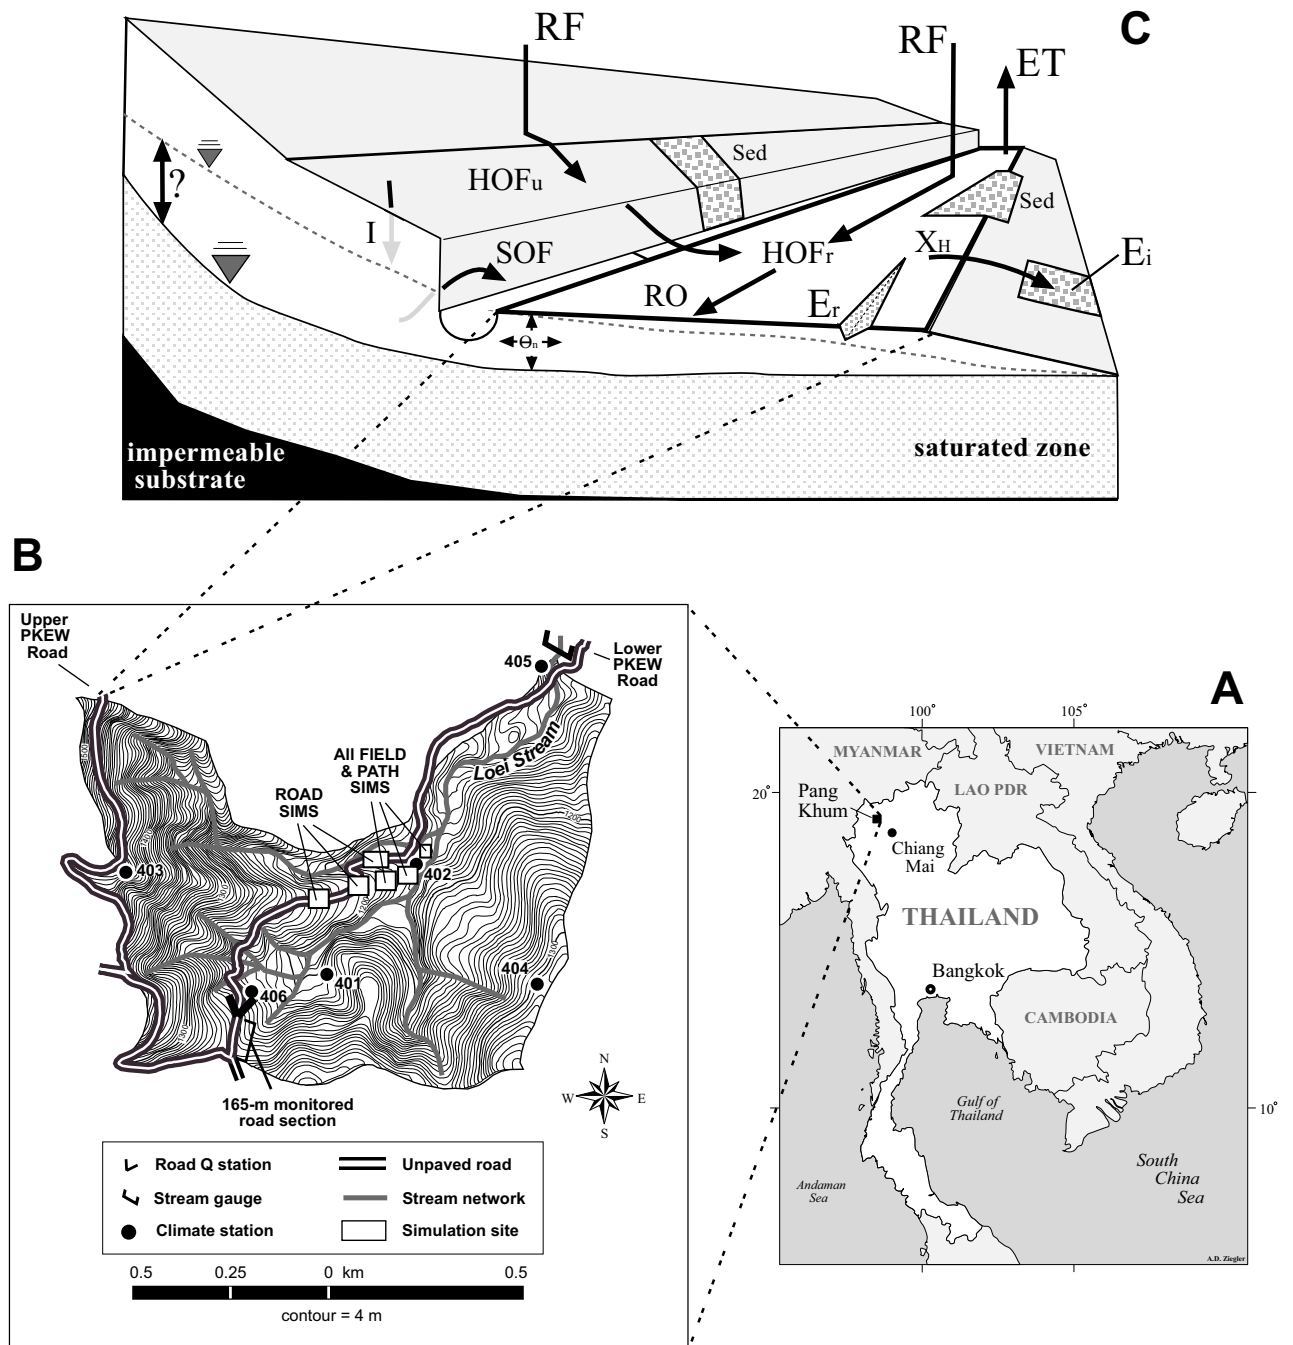 C
RF
RF
ET
Sed
HOFu
Sed
?
I
SOF
HOFr
XH
Ei
RO
Er
Θn
impermeable
substrate
saturated zone
B
Upper
PKEW
Road
405
Lower
PKEW
Road
Loei Stream
All FIELD
& PATH
SIMS
ROAD
SIMS
1500
1200
403
402
401
404
406
165-m monitored
road section
N
W
E
S
Road Q station
Unpaved road
Stream gauge
Stream network
Climate station
Simulation site
0.5
0.25
0 km
0.5
contour = 4 m
A
100°
105°
MYANMAR
VIETNAM
20°
LAO PDR
Pang
Khum
Chiang
Mai
THAILAND
Bangkok
CAMBODIA
Gulf of
Thailand
10°
Andaman
Sea
South
China
Sea
A.D. Ziegler